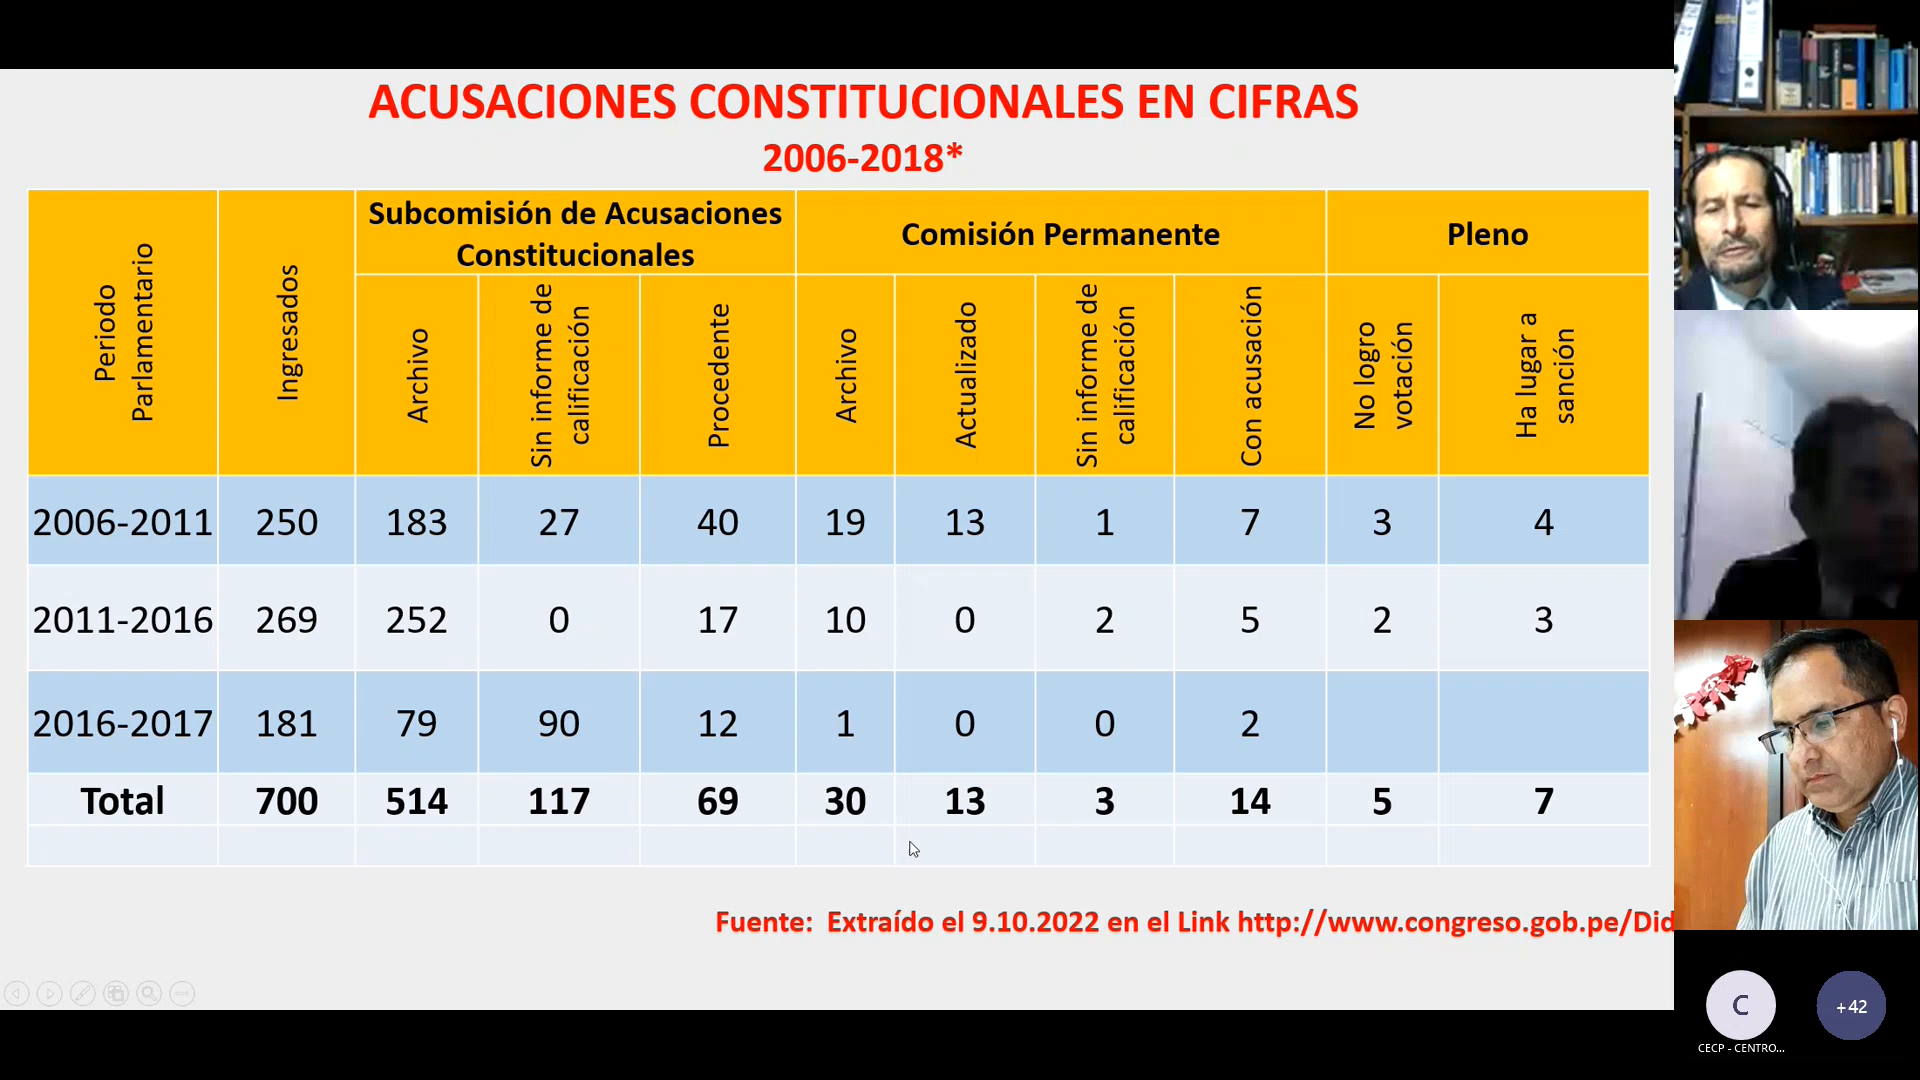 ACUSACIONES CONSTITUCIONALES EN CIFRAS
2006-2018*
Periodo
Parlamentario
Ingresados
Subcomisión de Acusaciones
Constitucionales
Comisión Permanente
Pleno
Archivo
Sin informe de
calificación
Procedente
Archivo
Actualizado
Sin informe de
calificación
Con acusación
No logro
votación
Ha lugar a
sanción
2006-2011 250 183 27 40 19 13 1 7 3 4
2011-2016 269 252 0 17 10 0 2 5 2 3
2016-2017 181 79 90 12 1 0 0 2
Total 700 514 117 69 30 13 3 14 5 7
Fuente: Extraído el 9.10.2022 en el Link http://www.congreso.gob.pe/Did
C
+42
CECP - CENTRO...